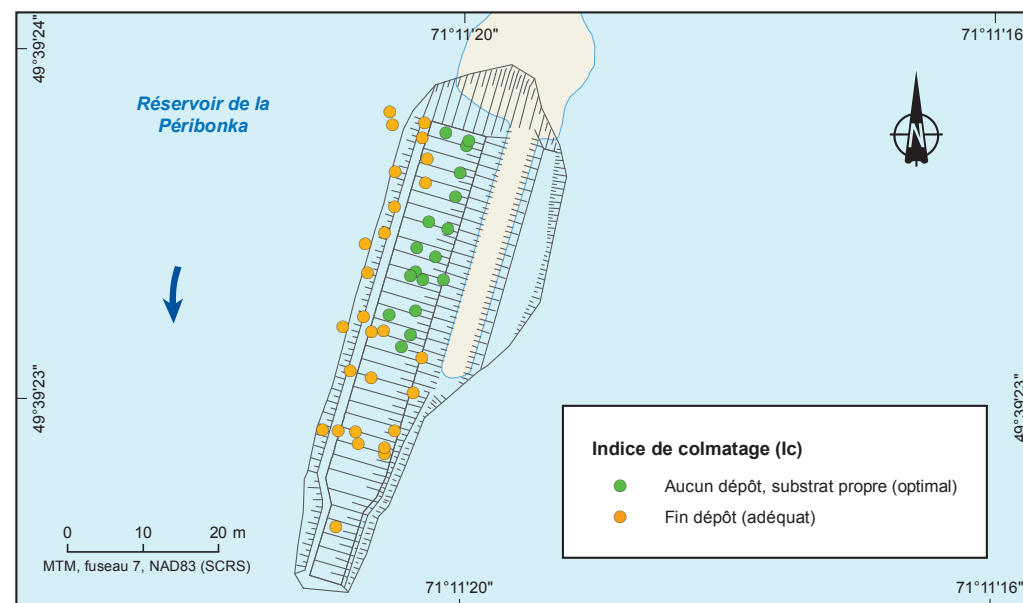 71°11'20"
71°11'16"
49°39'24"
Réservoir de la
Péribonka
N
49°39'23"
49°39'23"
Indice de colmatage (Ic)
Aucun dépôt, substrat propre (optimal)
Fin dépôt (adéquat)
0 10 20 m
MTM, fuseau 7, NAD83 (SCRS)
71°11'20"
71°11'16"